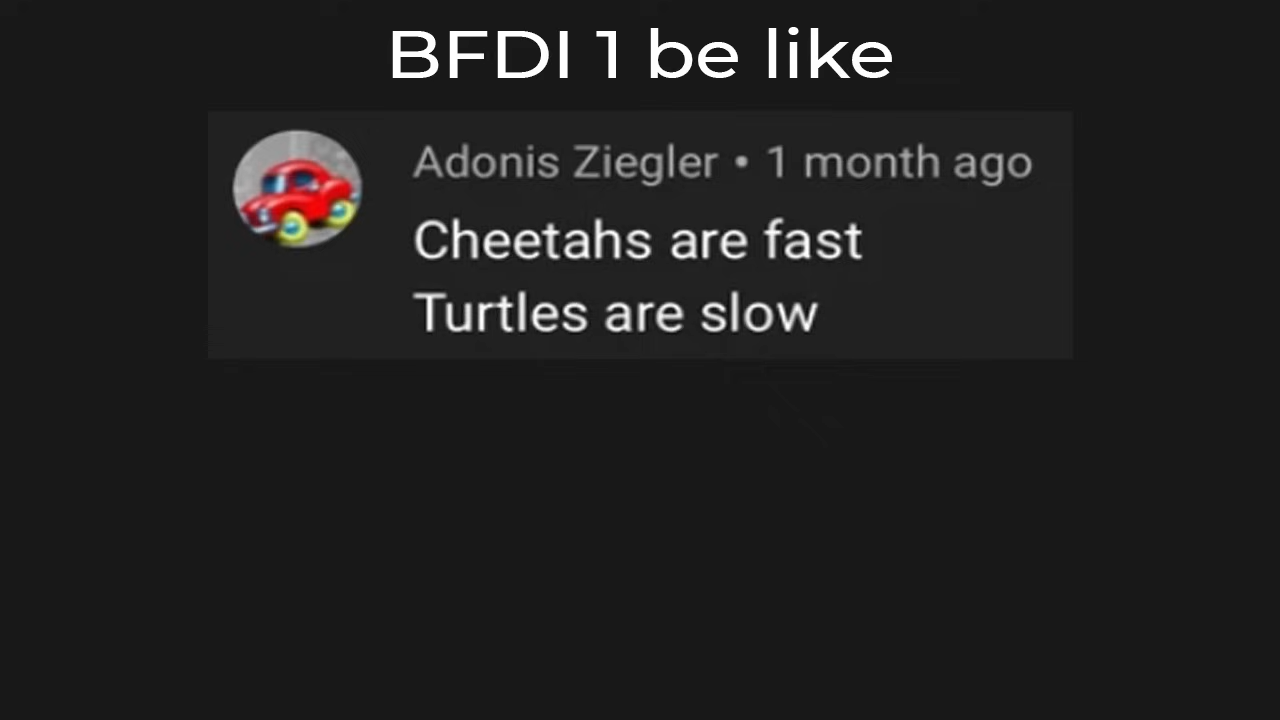 BFDI 1 be like
Adonis Ziegler • 1 month ago
Cheetahs are fast
Turtles are slow